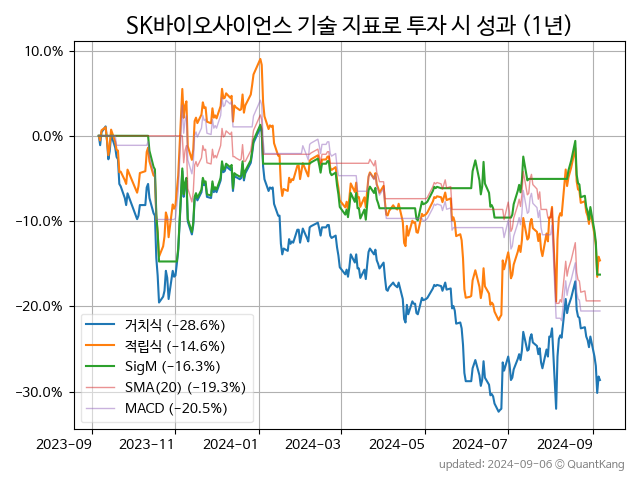 SK바이오사이언스 기술 지표로 투자 시 성과 (1년)
10.0%
0.0%
−10.0%
−20.0%
−30.0%
거치식 (−28.6%)
적립식 (−14.6%)
SigM (−16.3%)
SMA(20) (−19.3%)
MACD (−20.5%)
2023-09 2023-11 2024-01 2024-03 2024-05 2024-07 2024-09
updated: 2024-09-06 © QuantKang